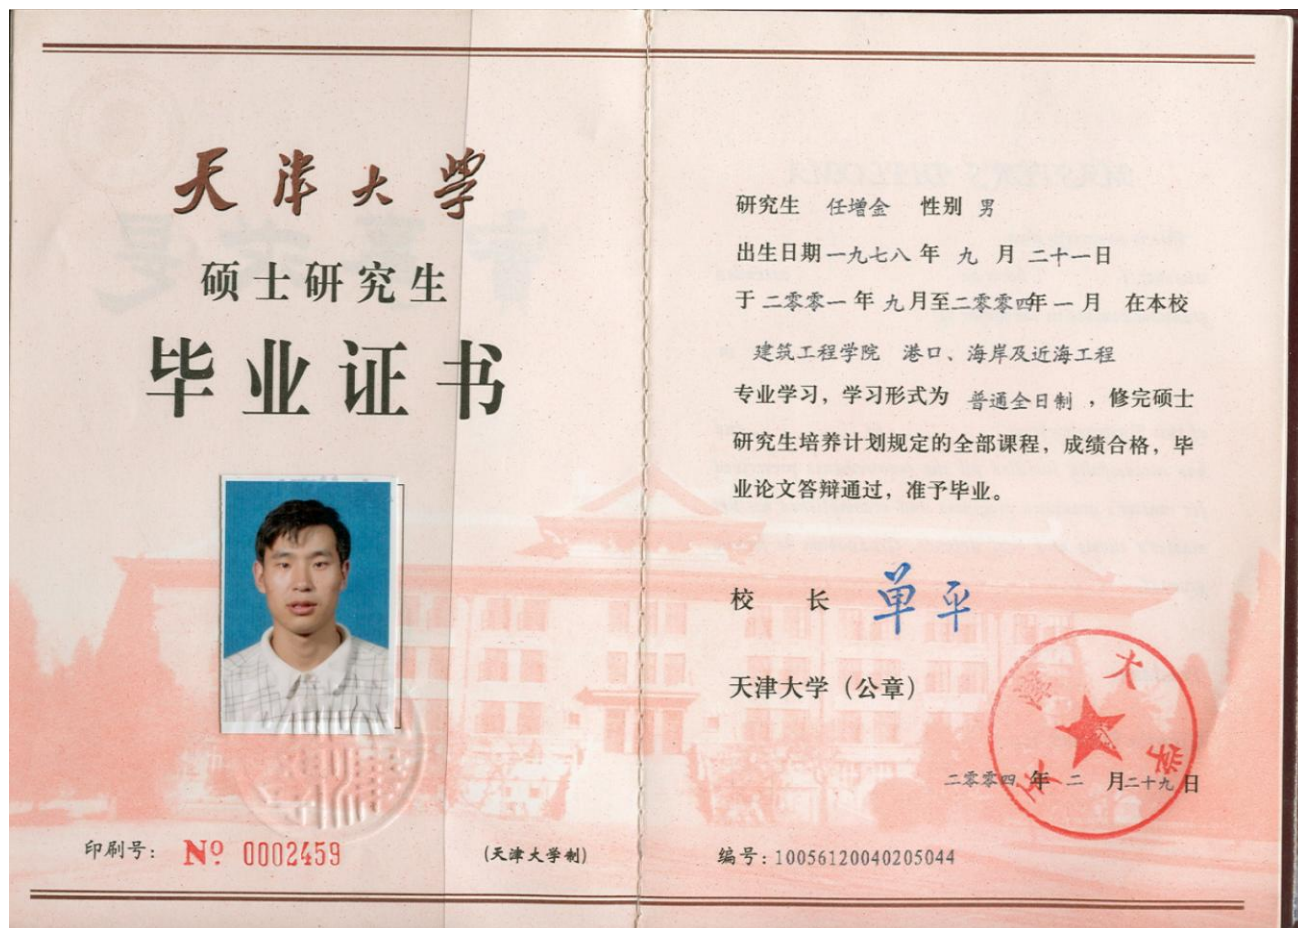 天津大学
硕士研究生
毕业证书
印刷号: Nº 0002459
(天津大学制)
研究生 任增金 性别 男
出生日期一九七八年 九 月 二十一日
于二零零一年 九月至二零零四年一月 在本校
建筑工程学院 港口、海岸及近海工程
专业学习，学习形式为 普通全日制 ，修完硕士
研究生培养计划规定的全部课程，成绩合格，毕
业论文答辩通过，准予毕业。
校 长 单平
天津大学（公章）
天津大学
二零零四 年 二 月二十九日
编号:10056120040205044